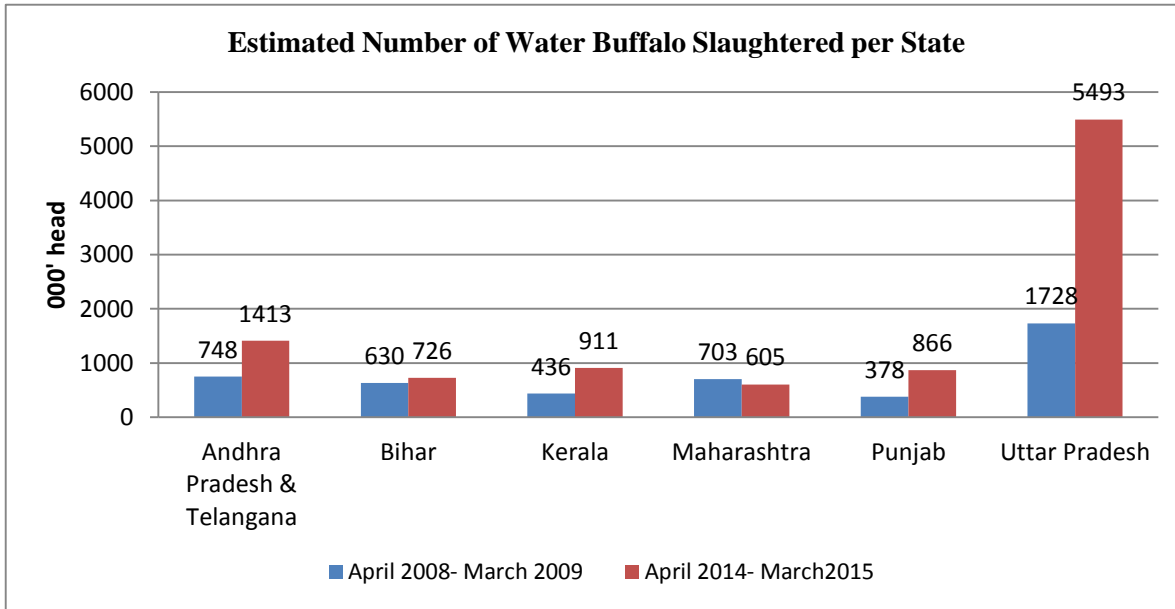 Estimated Number of Water Buffalo Slaughtered per State
000' head
6000
5000
4000
3000
2000
1000
0
748
1413
630
726
436
911
703
605
378
866
1728
5493
Andhra
Pradesh &
Telangana
Bihar
Kerala
Maharashtra
Punjab
Uttar Pradesh
April 2008- March 2009
April 2014- March2015